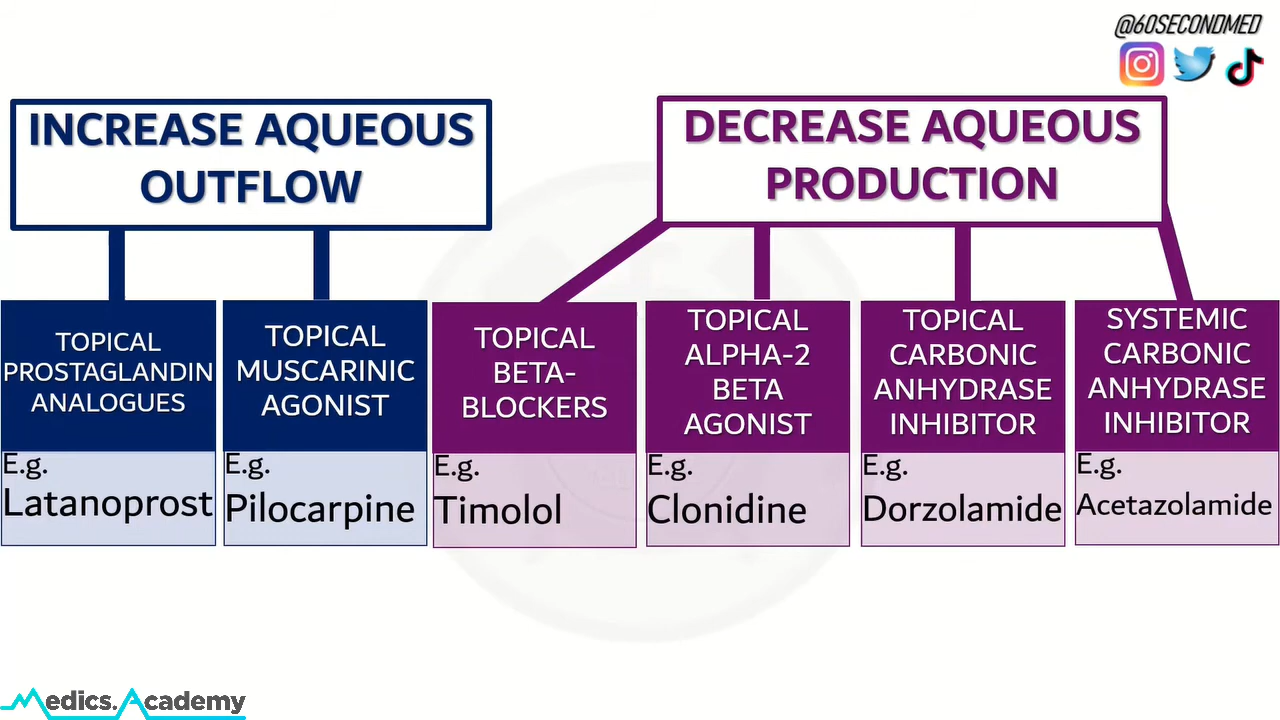 @60SECONDMED
INCREASE AQUEOUS
OUTFLOW
DECREASE AQUEOUS
PRODUCTION
TOPICAL
PROSTAGLANDIN
ANALOGUES
E.g.
Latanoprost
TOPICAL
MUSCARINIC
AGONIST
E.g.
Pilocarpine
TOPICAL
BETA-
BLOCKERS
E.g.
Timolol
TOPICAL
ALPHA-2
BETA
AGONIST
E.g.
Clonidine
TOPICAL
CARBONIC
ANHYDRASE
INHIBITOR
E.g.
Dorzolamide
SYSTEMIC
CARBONIC
ANHYDRASE
INHIBITOR
E.g.
Acetazolamide
Medics.Academy